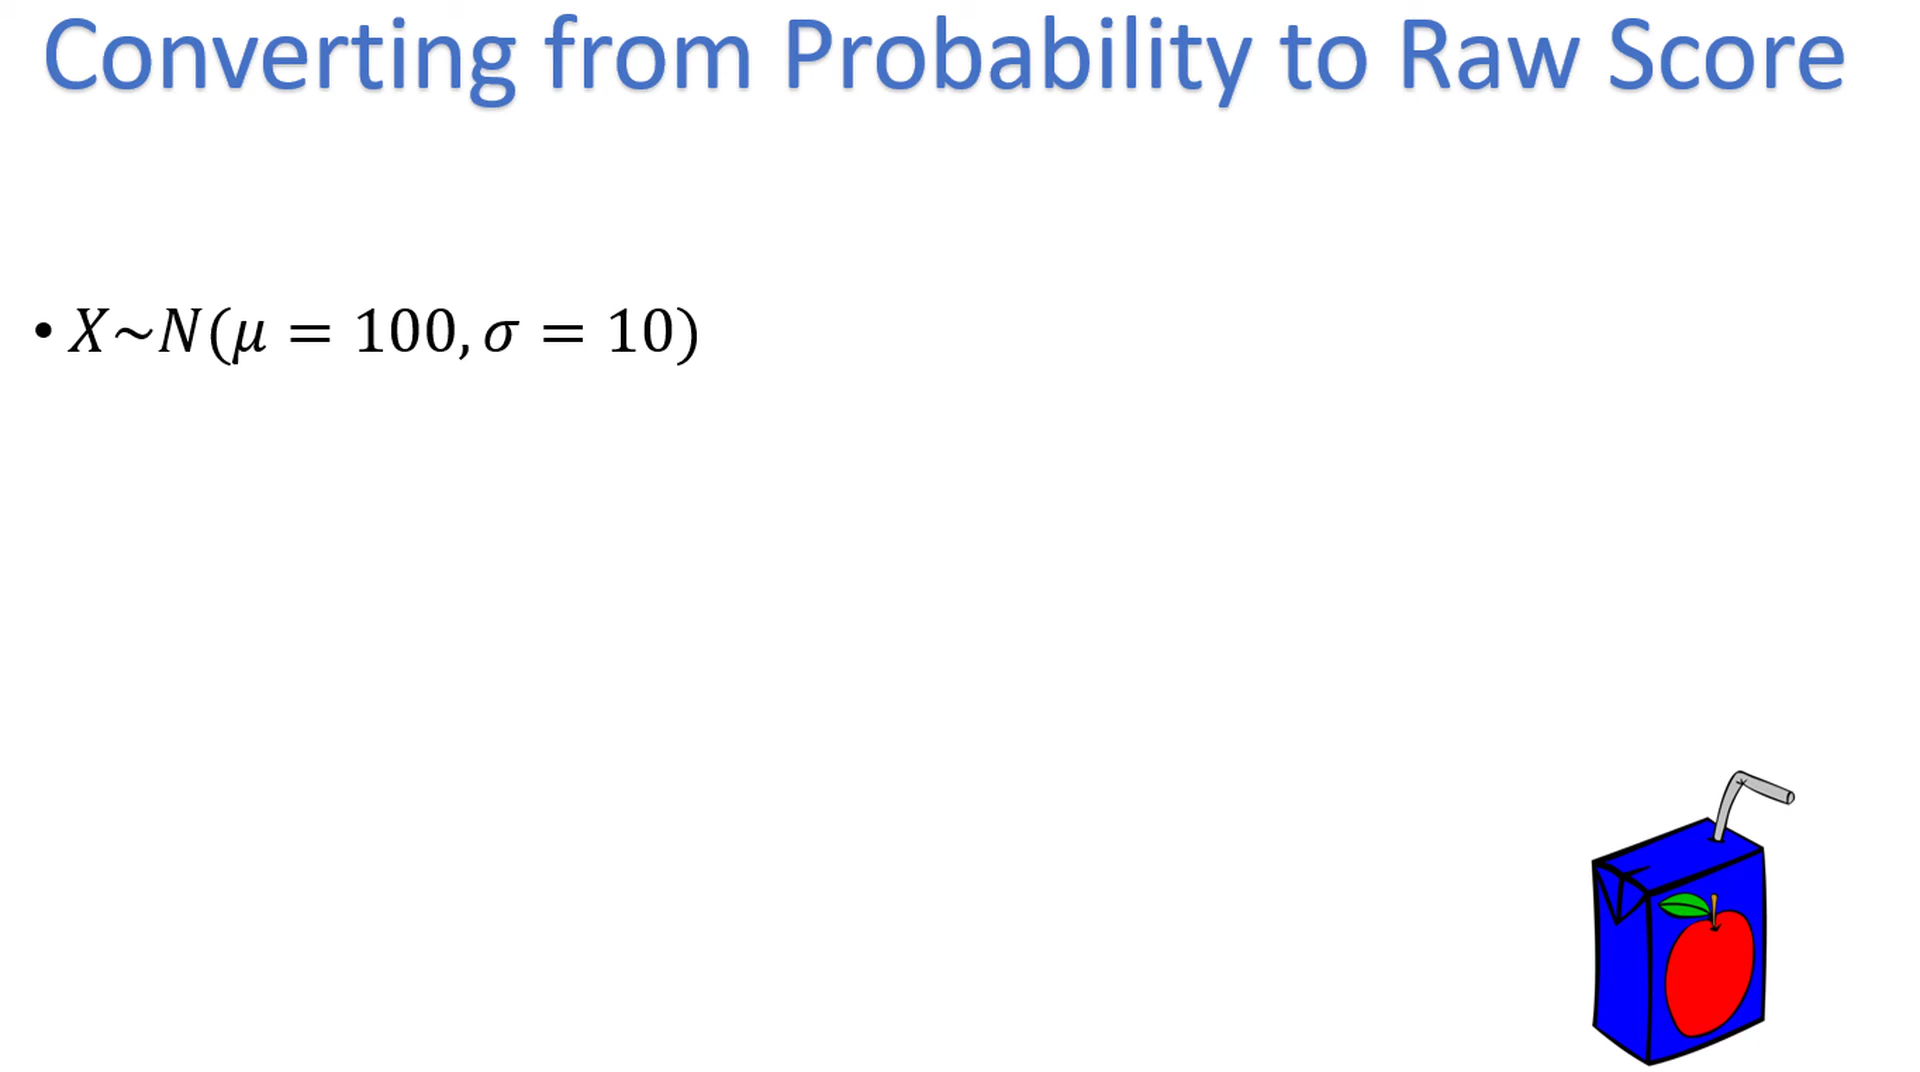 Converting from Probability to Raw Score
• 𝑋~𝑁(𝜇 = 100, 𝜎 = 10)